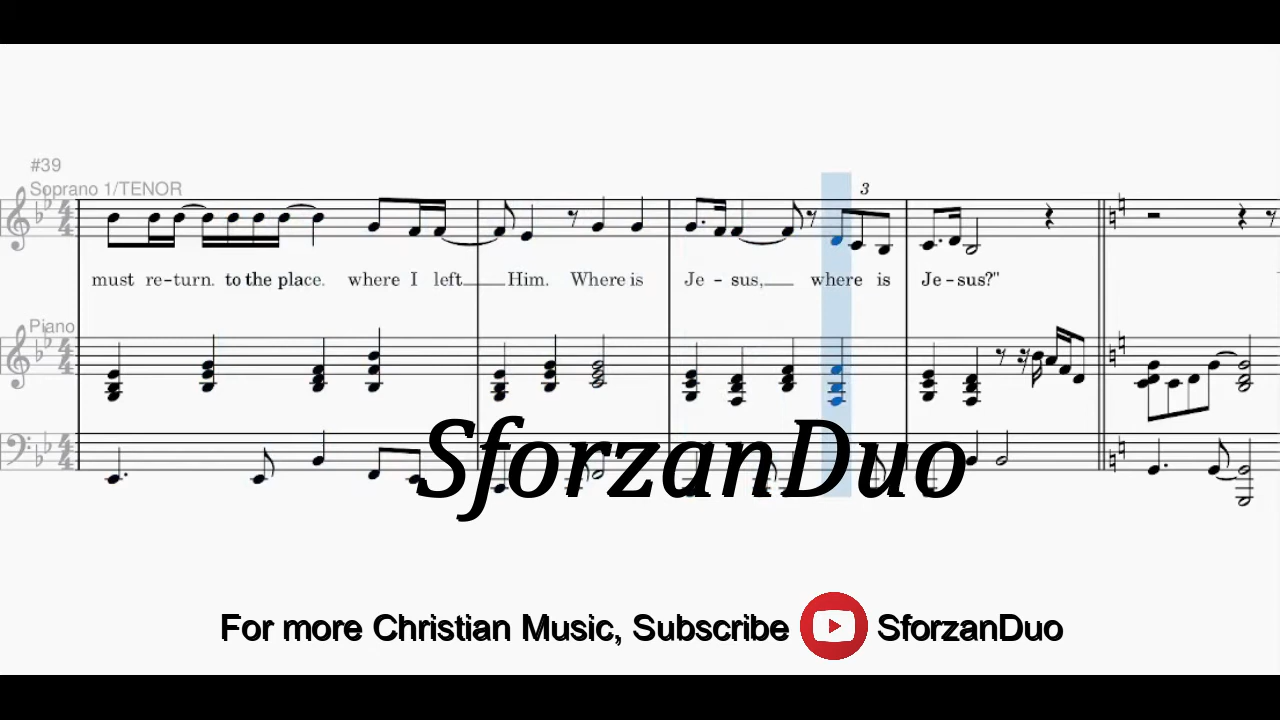 #39
Soprano 1/TENOR
3
must re-turn. to the place. where I left Him. Where is Je - sus, where is Je - sus?"
Piano
SforzanDuo
For more Christian Music, Subscribe SforzanDuo